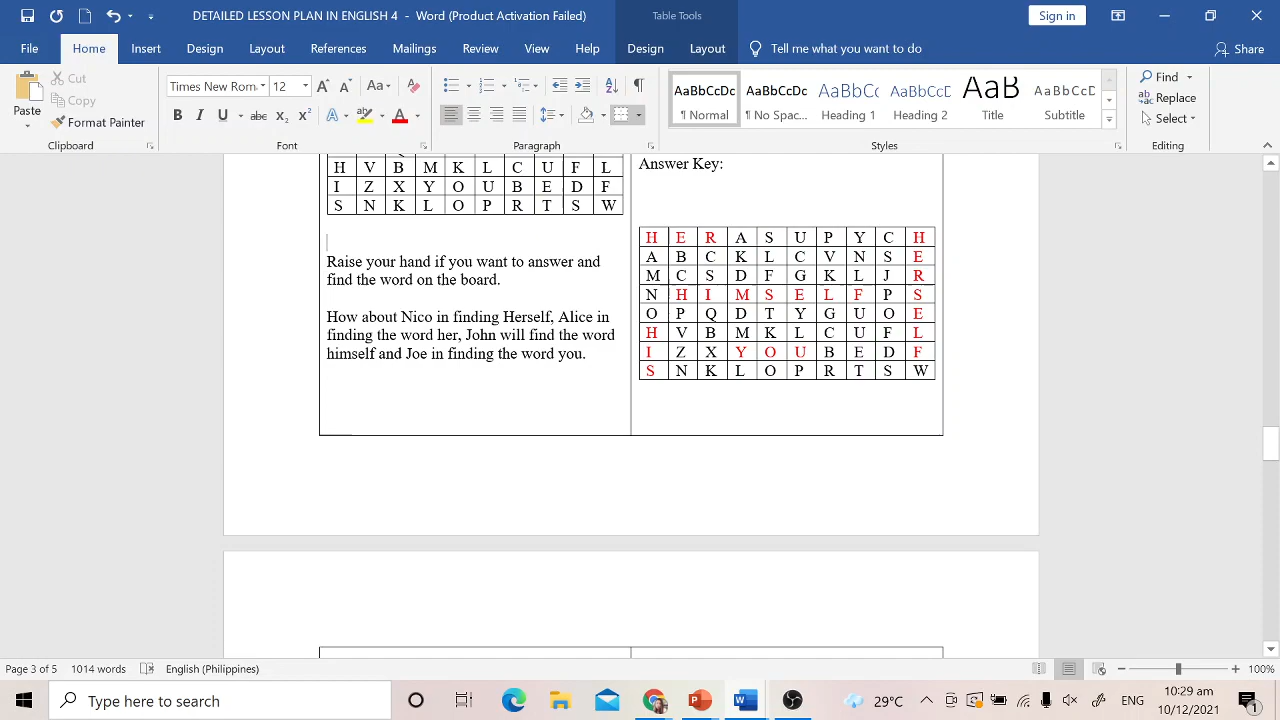 DETAILED LESSON PLAN IN ENGLISH 4 - Word (Product Activation Failed)
Table Tools
Sign in
File Home Insert Design Layout References Mailings Review View Help Design Layout Tell me what you want to do Share
Paste
Cut
Copy
Format Painter
Clipboard
Times New Rom 12
Font
Paragraph
AaBbCcDc AaBbCcDc AaBbCc AaBbCcD AaB AaBbCcD
¶ Normal ¶ No Spac... Heading 1 Heading 2 Title Subtitle
Styles
Find
Replace
Select
Editing
H V B M K L C U F L
I Z X Y O U B E D F
S N K L O P R T S W
Raise your hand if you want to answer and
find the word on the board.
How about Nico in finding Herself, Alice in
finding the word her, John will find the word
himself and Joe in finding the word you.
Answer Key:
H E R A S U P Y C H
A B C K L C V N S E
M C S D F G K L J R
N H I M S E L F P S
O P Q D T Y G U O E
H V B M K L C U F L
I Z X Y O U B E D F
S N K L O P R T S W
Page 3 of 5 1014 words English (Philippines) 100%
Type here to search
29°C ENG 10:29 am
10/12/2021